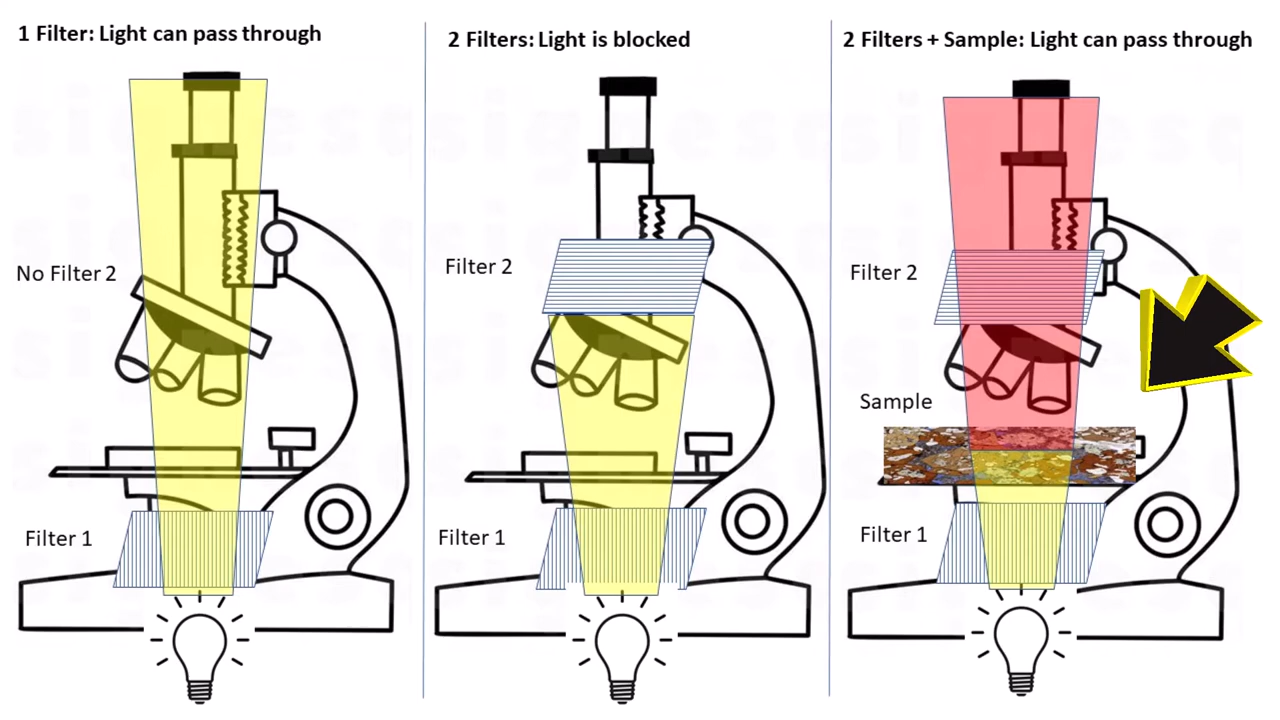 1 Filter: Light can pass through
2 Filters: Light is blocked
2 Filters + Sample: Light can pass through
No Filter 2
Filter 1
Filter 2
Filter 1
Filter 2
Sample
Filter 1